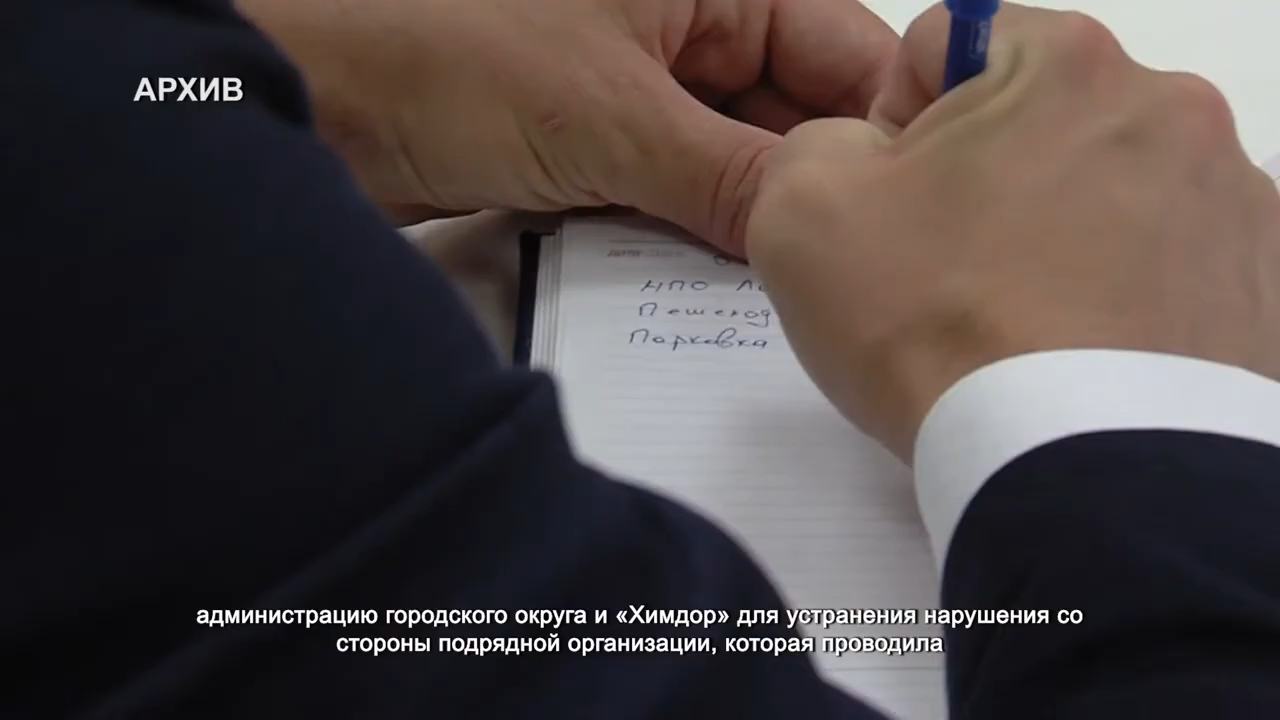 АРХИВ
НПО
Пешеход
Парковка
администрацию городского округа и «Химдор» для устранения нарушения со
стороны подрядной организации, которая проводила